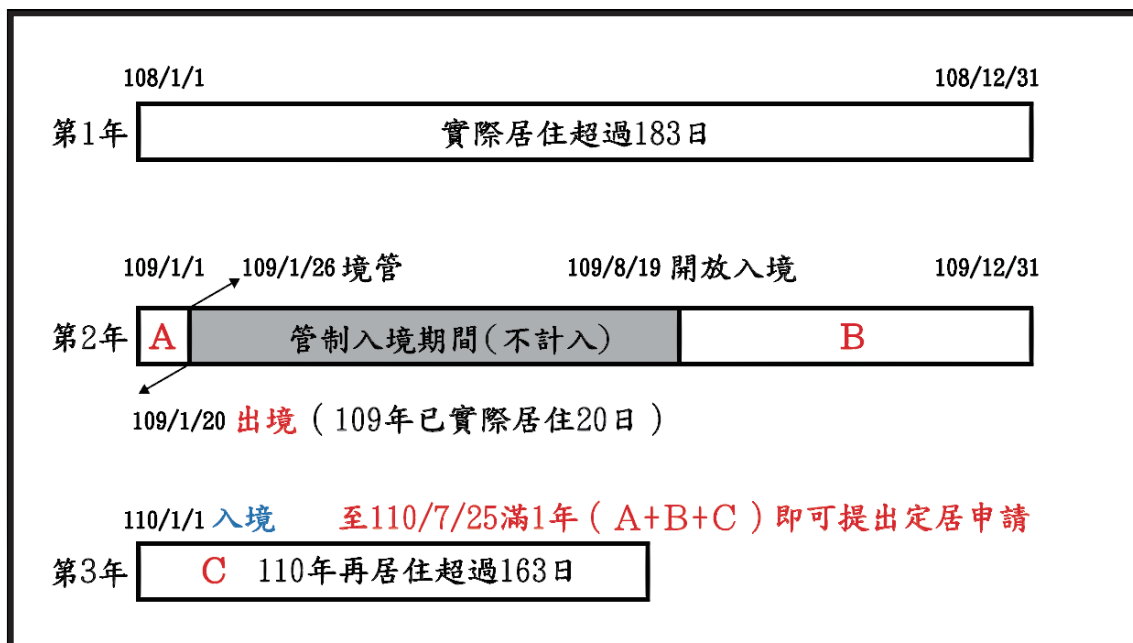 108/1/1 108/12/31
第1年 實際居住超過183日
109/1/1 109/1/26 境管 109/8/19 開放入境 109/12/31
第2年 A 管制入境期間(不計入) B
109/1/20 出境(109年已實際居住20日)
110/1/1 入境 至110/7/25滿1年(A+B+C)即可提出定居申請
第3年 C 110年再居住超過163日